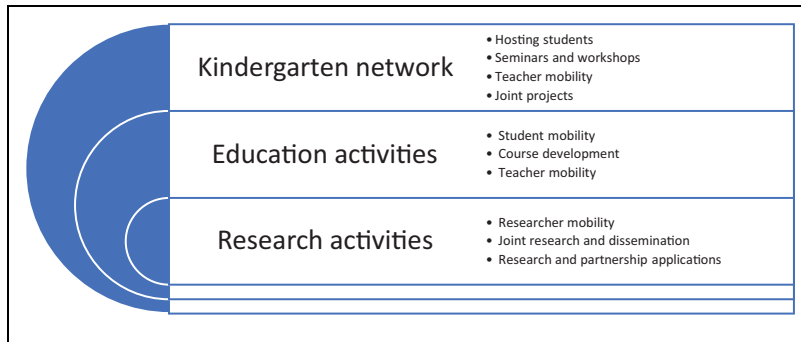 Kindergarten network
• Hosting students
• Seminars and workshops
• Teacher mobility
• Joint projects
Education activities
• Student mobility
• Course development
• Teacher mobility
Research activities
• Researcher mobility
• Joint research and dissemination
• Research and partnership applications